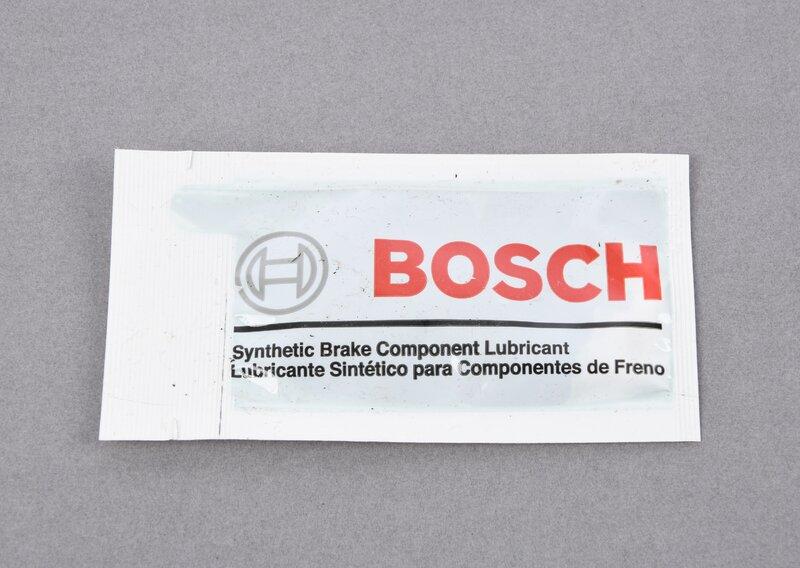 BOSCH
Synthetic Brake Component Lubricant
Lubricante Sintético para Componentes de Freno